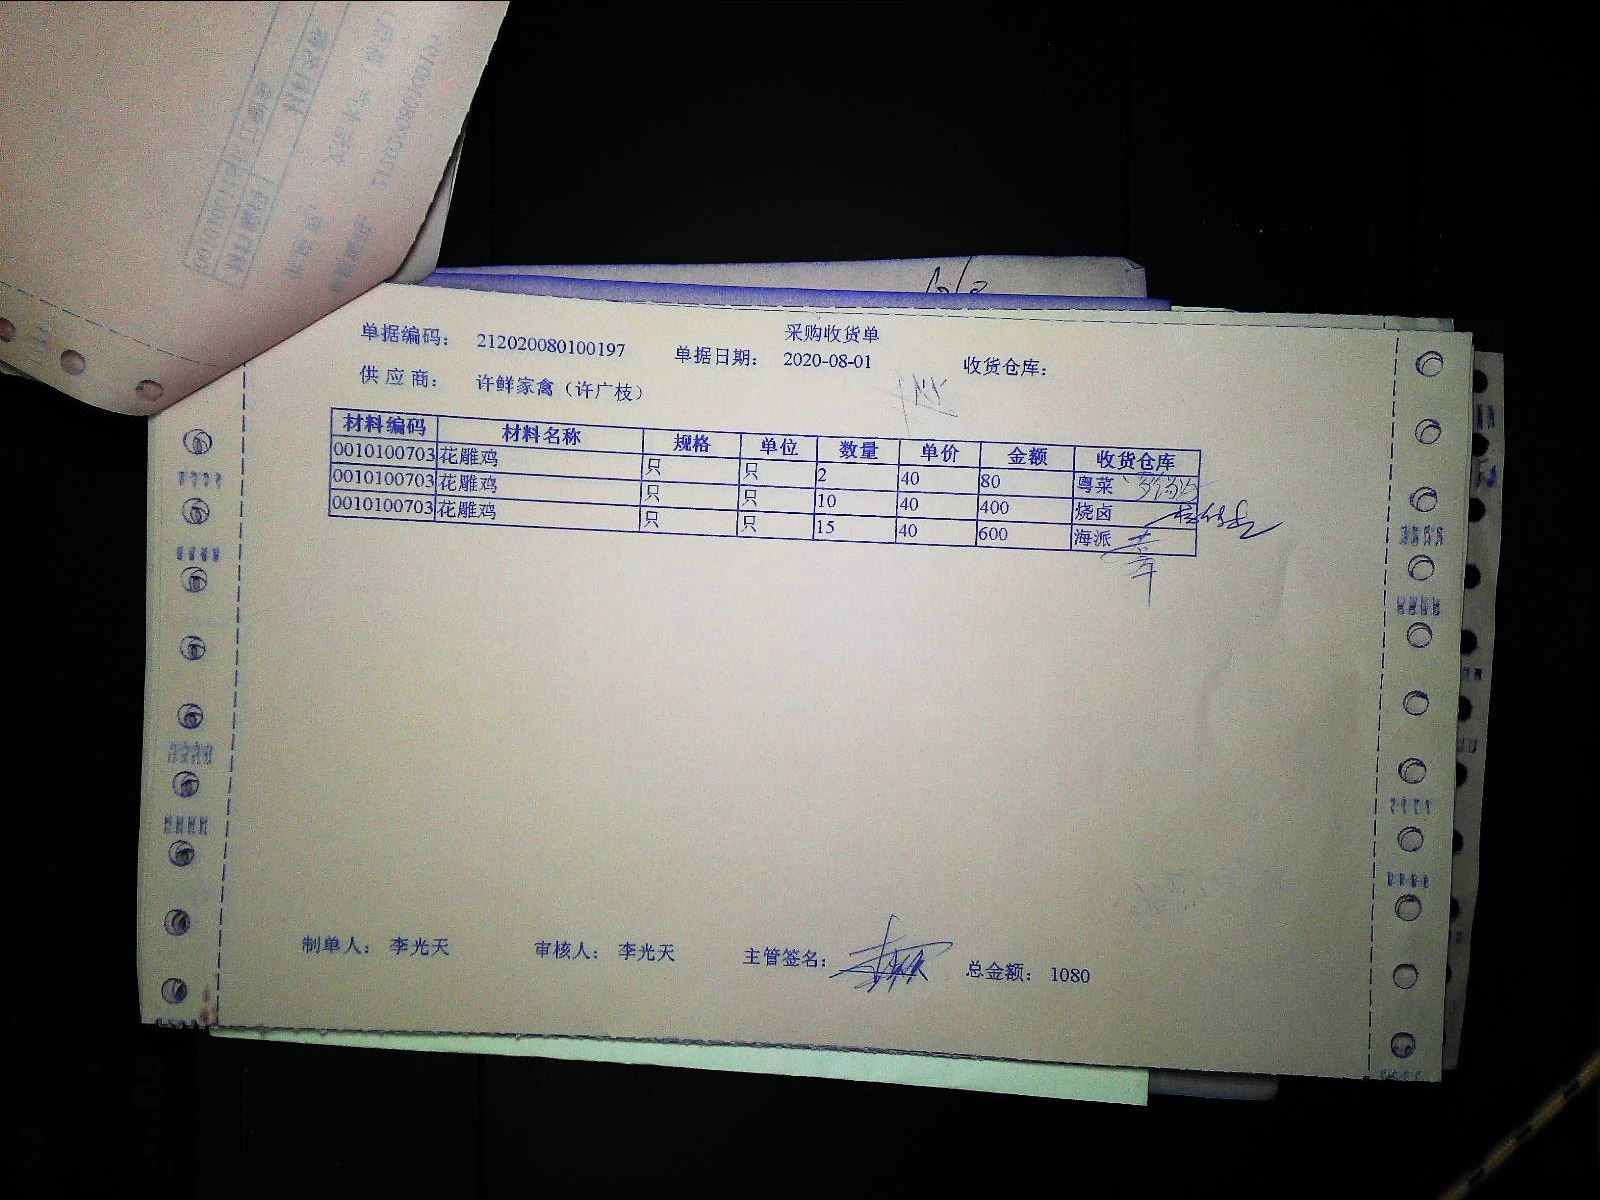 采购收货单
单据编码: 212020080100197 单据日期: 2020-08-01 收货仓库:
供应商: 许鲜家禽（许广枝）
材料编码 材料名称 规格 单位 数量 单价 金额 收货仓库
0010100703 花雕鸡 只 只 2 40 80 粤菜
0010100703 花雕鸡 只 只 10 40 400 烧卤
0010100703 花雕鸡 只 只 15 40 600 海派
制单人: 李光天 审核人: 李光天 主管签名: 总金额: 1080